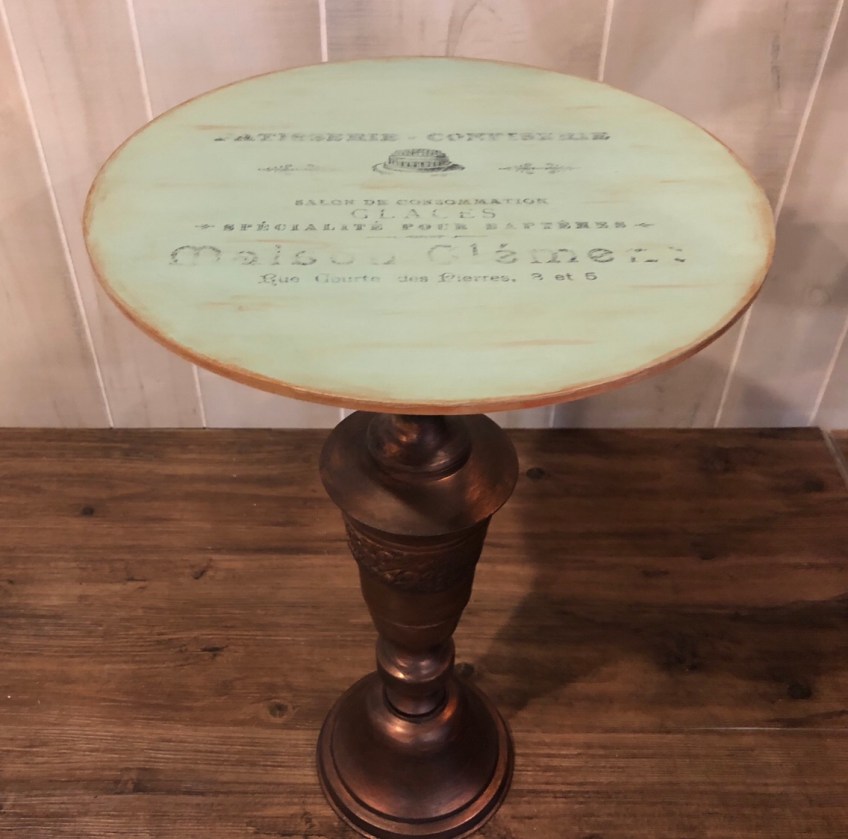 PATISSERIE - CONFISERIE
SALON DE CONSOMMATION
GLACES
SPÉCIALITÉ POUR BAPTÊMES
Maison Clément
Rue Courte des Pierres, 3 et 5